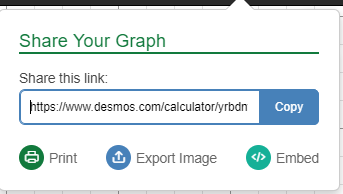 Share Your Graph
Share this link:
https://www.desmos.com/calculator/yrbdn
Copy
Print
Export Image
Embed